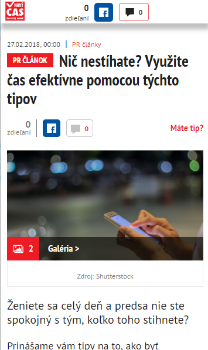 NOVÝ ČAS
0
zdieľaní
0
27.02.2018, 00:00 | PR články
PR ČLÁNOK Nič nestíhate? Využite
čas efektívne pomocou týchto
tipov
0
zdieľaní
0
Máte tip?
2 Galéria >
Zdroj: Shutterstock
Ženiete sa celý deň a predsa nie ste
spokojný s tým, koľko toho stihnete?
Prinášame vám tipy na to, ako byť